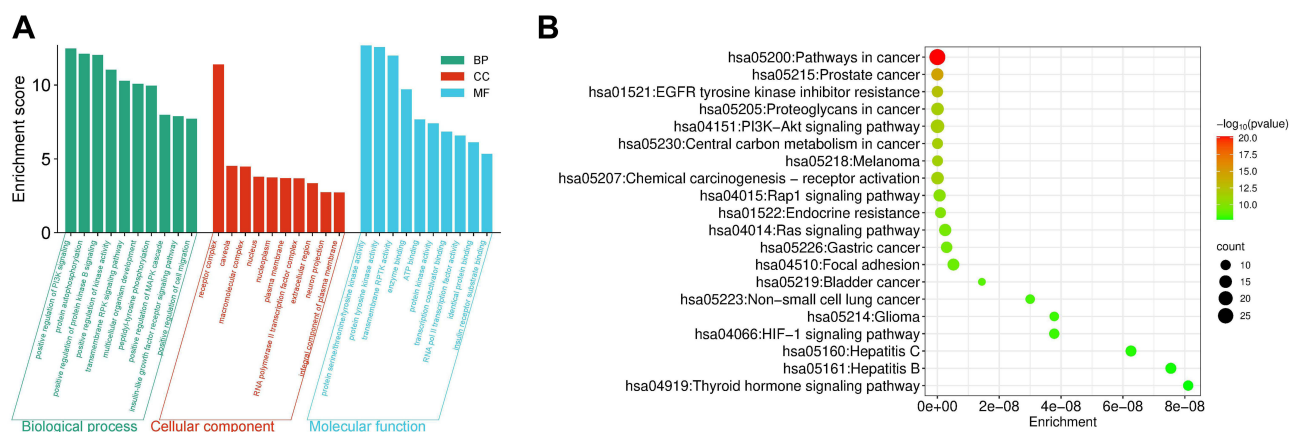 A
Enrichment score
10
5
0
BP
CC
MF
positive regulation of PI3K signaling
protein autophosphorylation
positive regulation of protein kinase B signaling
positive regulation of kinase activity
transmembrane RPK signaling pathway
multicellular organism development
peptidyl-tyrosine phosphorylation
positive regulation of MAPK cascade
insulin-like growth factor receptor signaling pathway
positive regulation of cell migration
receptor complex
caveola
macromolecular complex
nucleus
nucleoplasm
plasma membrane
RNA polymerase II transcription factor complex
extracellular region
neuron projection
integral component of plasma membrane
protein serine/threonine/tyrosine kinase activity
protein tyrosine kinase activity
transmembrane RPTK activity
enzyme binding
ATP binding
protein kinase activity
transcription coactivator binding
RNA pol II transcription factor activity
identical protein binding
insulin receptor substrate binding
Biological process
Cellular component
Molecular function
B
hsa05200:Pathways in cancer
hsa05215:Prostate cancer
hsa01521:EGFR tyrosine kinase inhibitor resistance
hsa05205:Proteoglycans in cancer
hsa04151:PI3K−Akt signaling pathway
hsa05230:Central carbon metabolism in cancer
hsa05218:Melanoma
hsa05207:Chemical carcinogenesis − receptor activation
hsa04015:Rap1 signaling pathway
hsa01522:Endocrine resistance
hsa04014:Ras signaling pathway
hsa05226:Gastric cancer
hsa04510:Focal adhesion
hsa05219:Bladder cancer
hsa05223:Non−small cell lung cancer
hsa05214:Glioma
hsa04066:HIF−1 signaling pathway
hsa05160:Hepatitis C
hsa05161:Hepatitis B
hsa04919:Thyroid hormone signaling pathway
0e+00 2e−08 4e−08 6e−08 8e−08
Enrichment
−log10(pvalue)
20.0
17.5
15.0
12.5
10.0
count
10
15
20
25